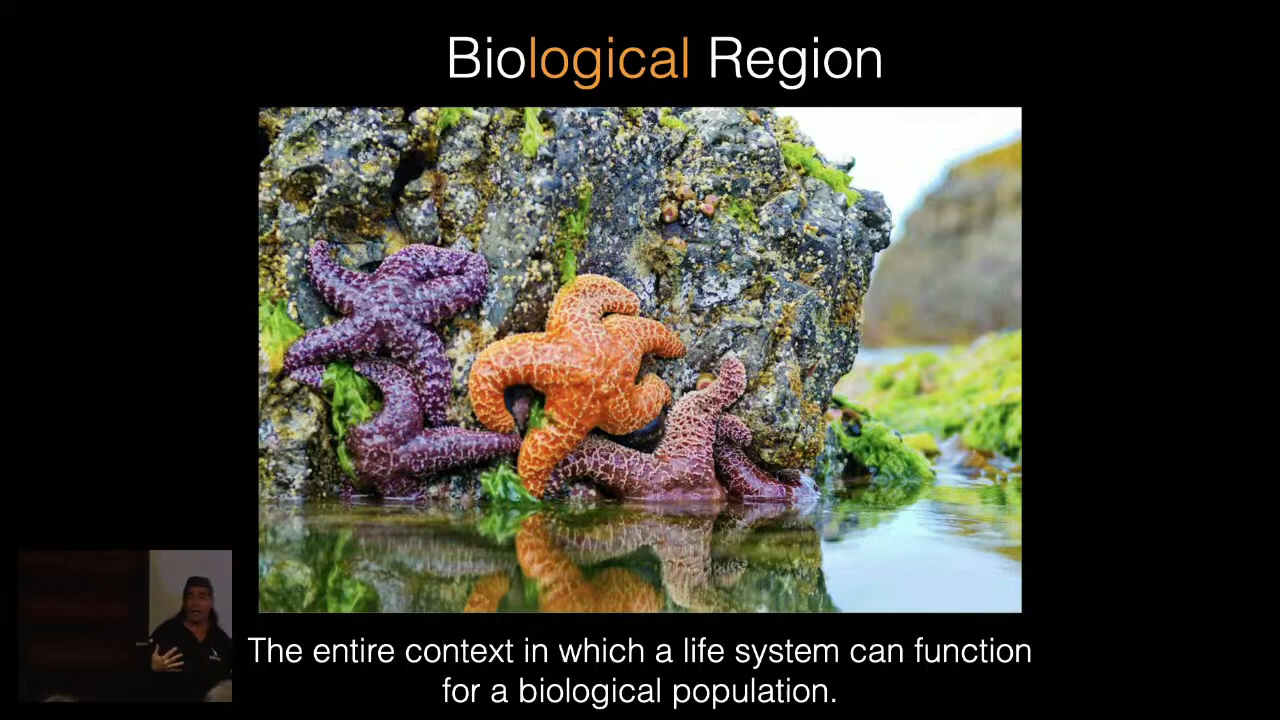 Biological Region
The entire context in which a life system can function
for a biological population.